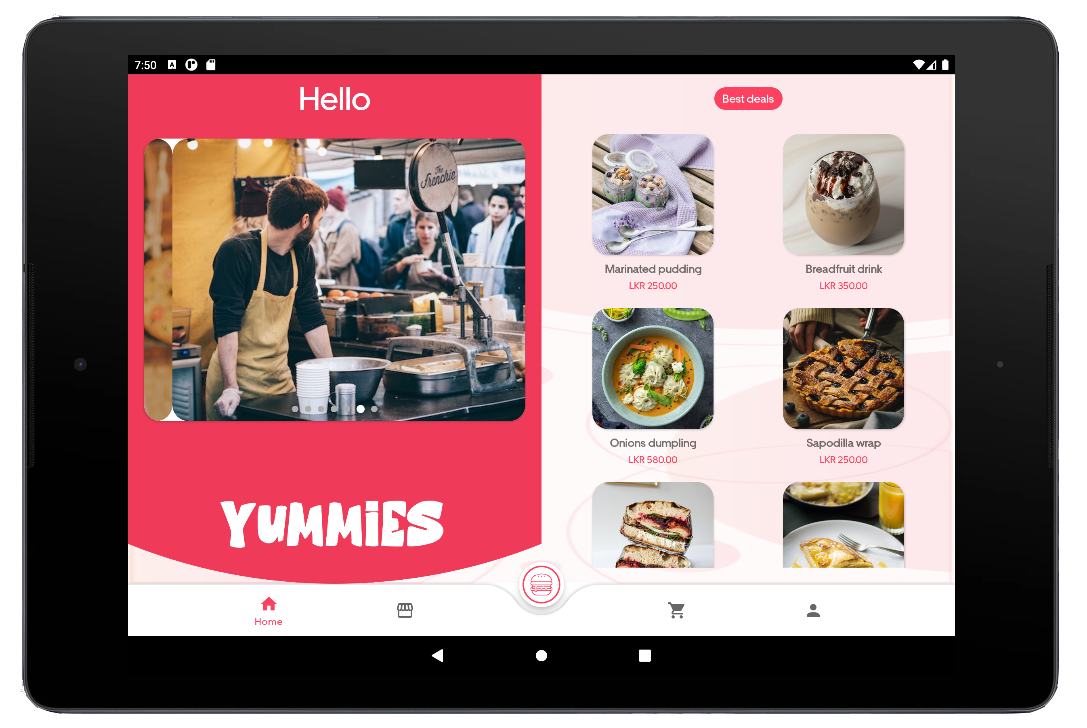 7:50
Hello
The
Frenchie
YUMMIES
Best deals
Marinated pudding
LKR 250.00
Breadfruit drink
LKR 350.00
Onions dumpling
LKR 580.00
Sapodilla wrap
LKR 250.00
Home